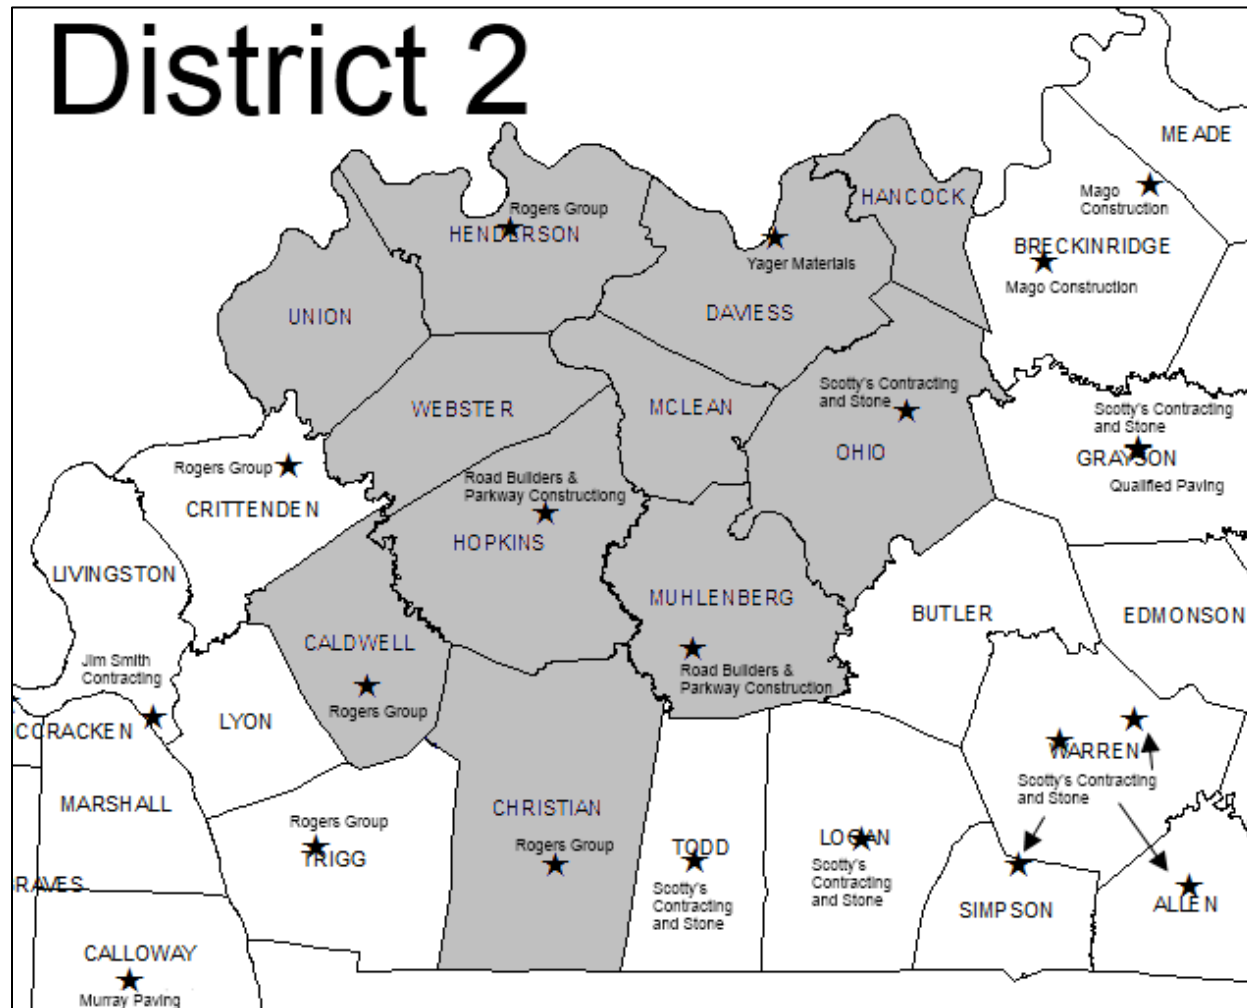 District 2
MEADE
HANCOCK
Mago
Construction
Rogers Group
HENDERSON
BRECKINRIDGE
Yager Materials
Mago Construction
UNION
DAVIESS
Scotty's Contracting
and Stone
WEBSTER
MCLEAN
Scotty's Contracting
and Stone
OHIO
GRAYSON
Rogers Group
Road Builders &
Parkway Constructiong
Qualified Paving
CRITTENDEN
HOPKINS
LIVINGSTON
MUHLENBERG
BUTLER
EDMONSON
CALDWELL
Jim Smith
Contracting
Road Builders &
Parkway Construction
Rogers Group
LYON
CCRACKEN
WARREN
Scotty's Contracting
and Stone
MARSHALL
CHRISTIAN
Rogers Group
TRIGG
Rogers Group
TODD
LOGAN
Scotty's
Contracting
and Stone
Scotty's
Contracting
and Stone
RAVES
SIMPSON
ALLEN
CALLOWAY
Murray Paving